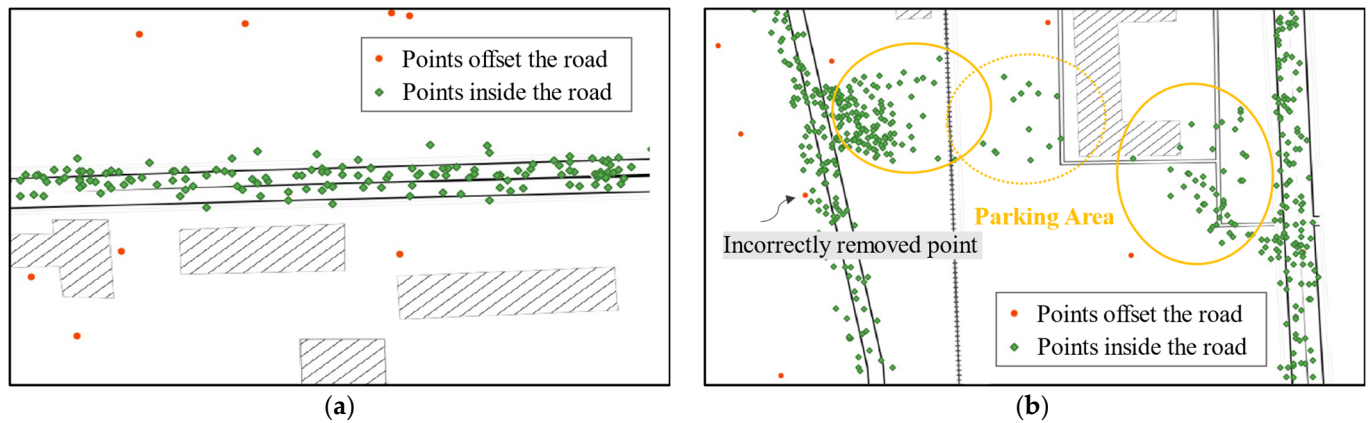 Points offset the road
Points inside the road
(a)
Parking Area
Incorrectly removed point
Points offset the road
Points inside the road
(b)